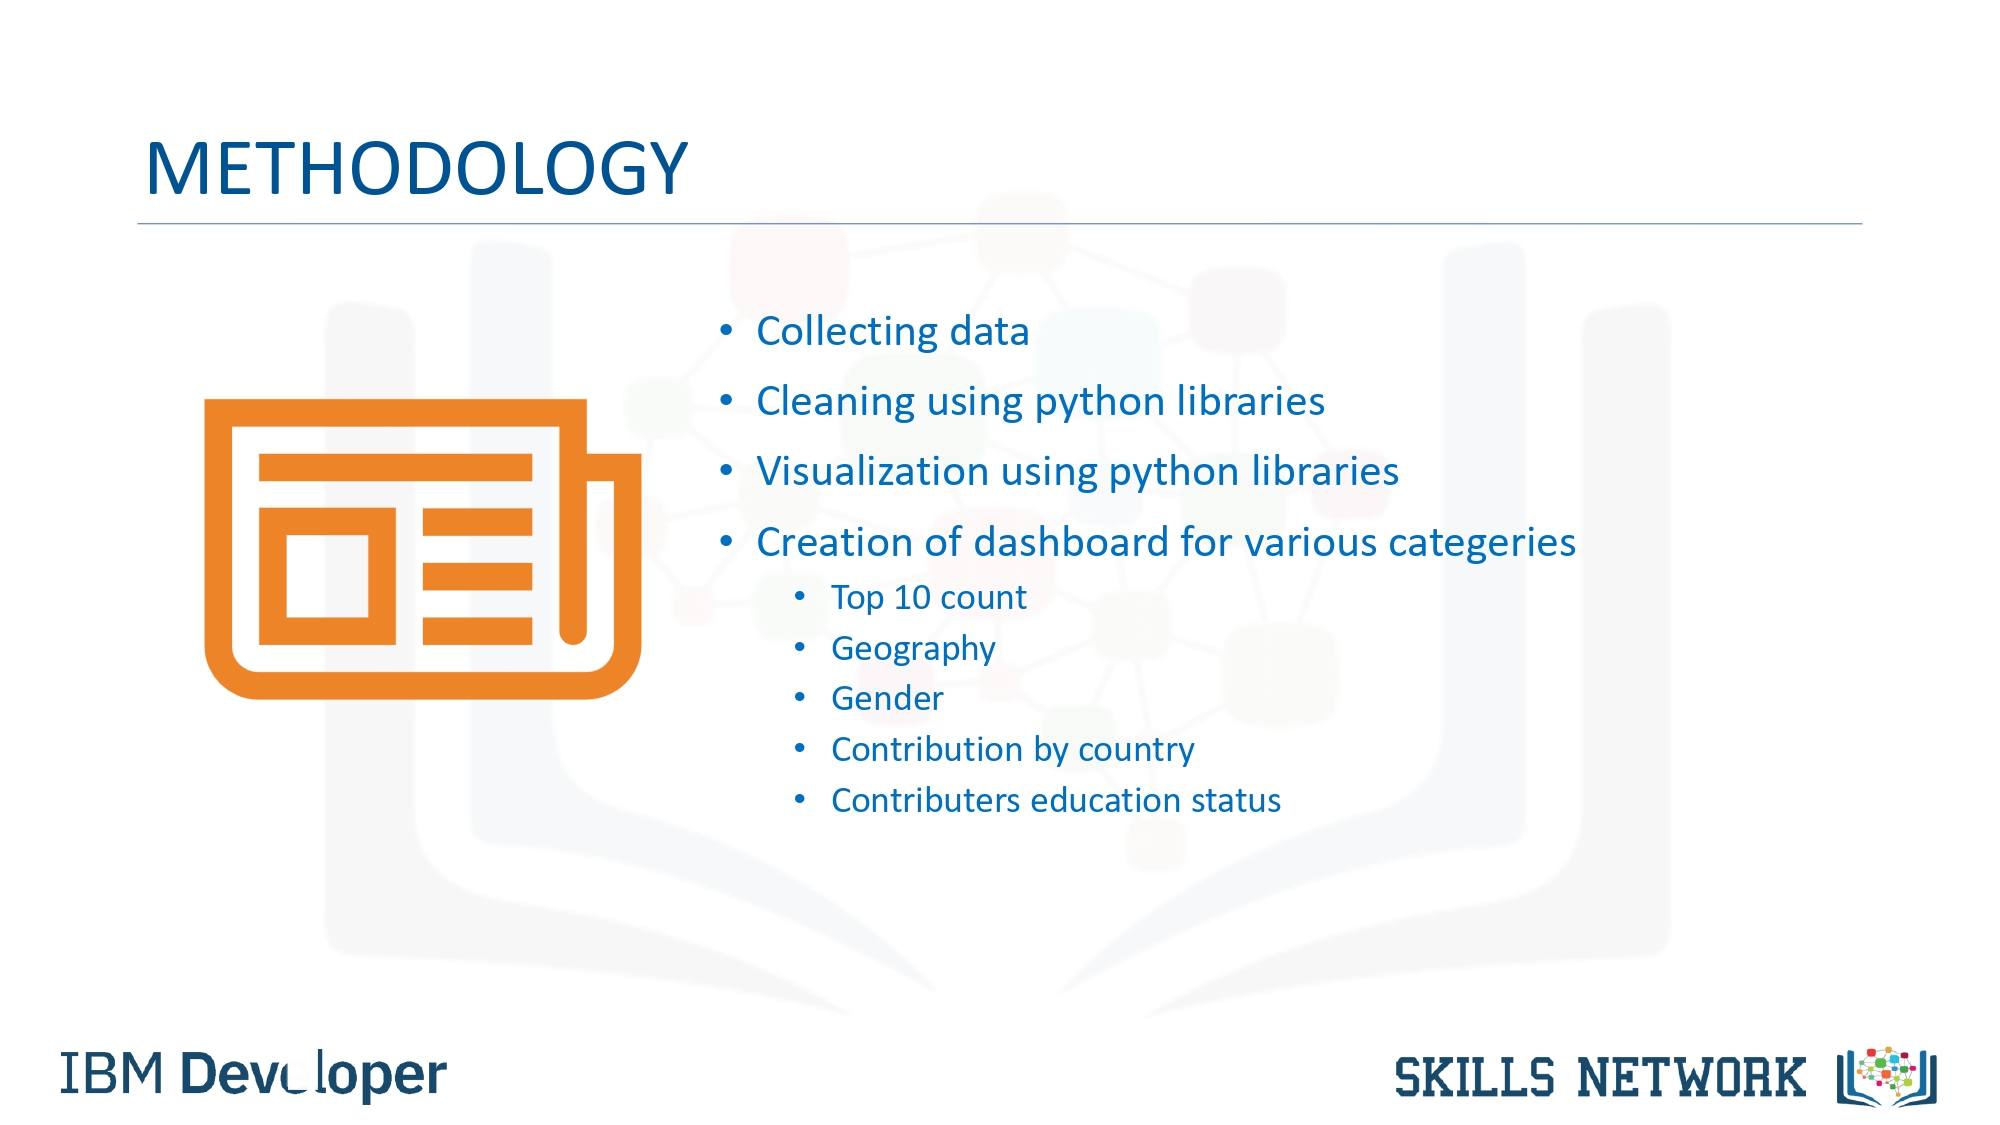 METHODOLOGY
• Collecting data
• Cleaning using python libraries
• Visualization using python libraries
• Creation of dashboard for various categeries
• Top 10 count
• Geography
• Gender
• Contribution by country
• Contributers education status
IBM Developer
SKILLS NETWORK